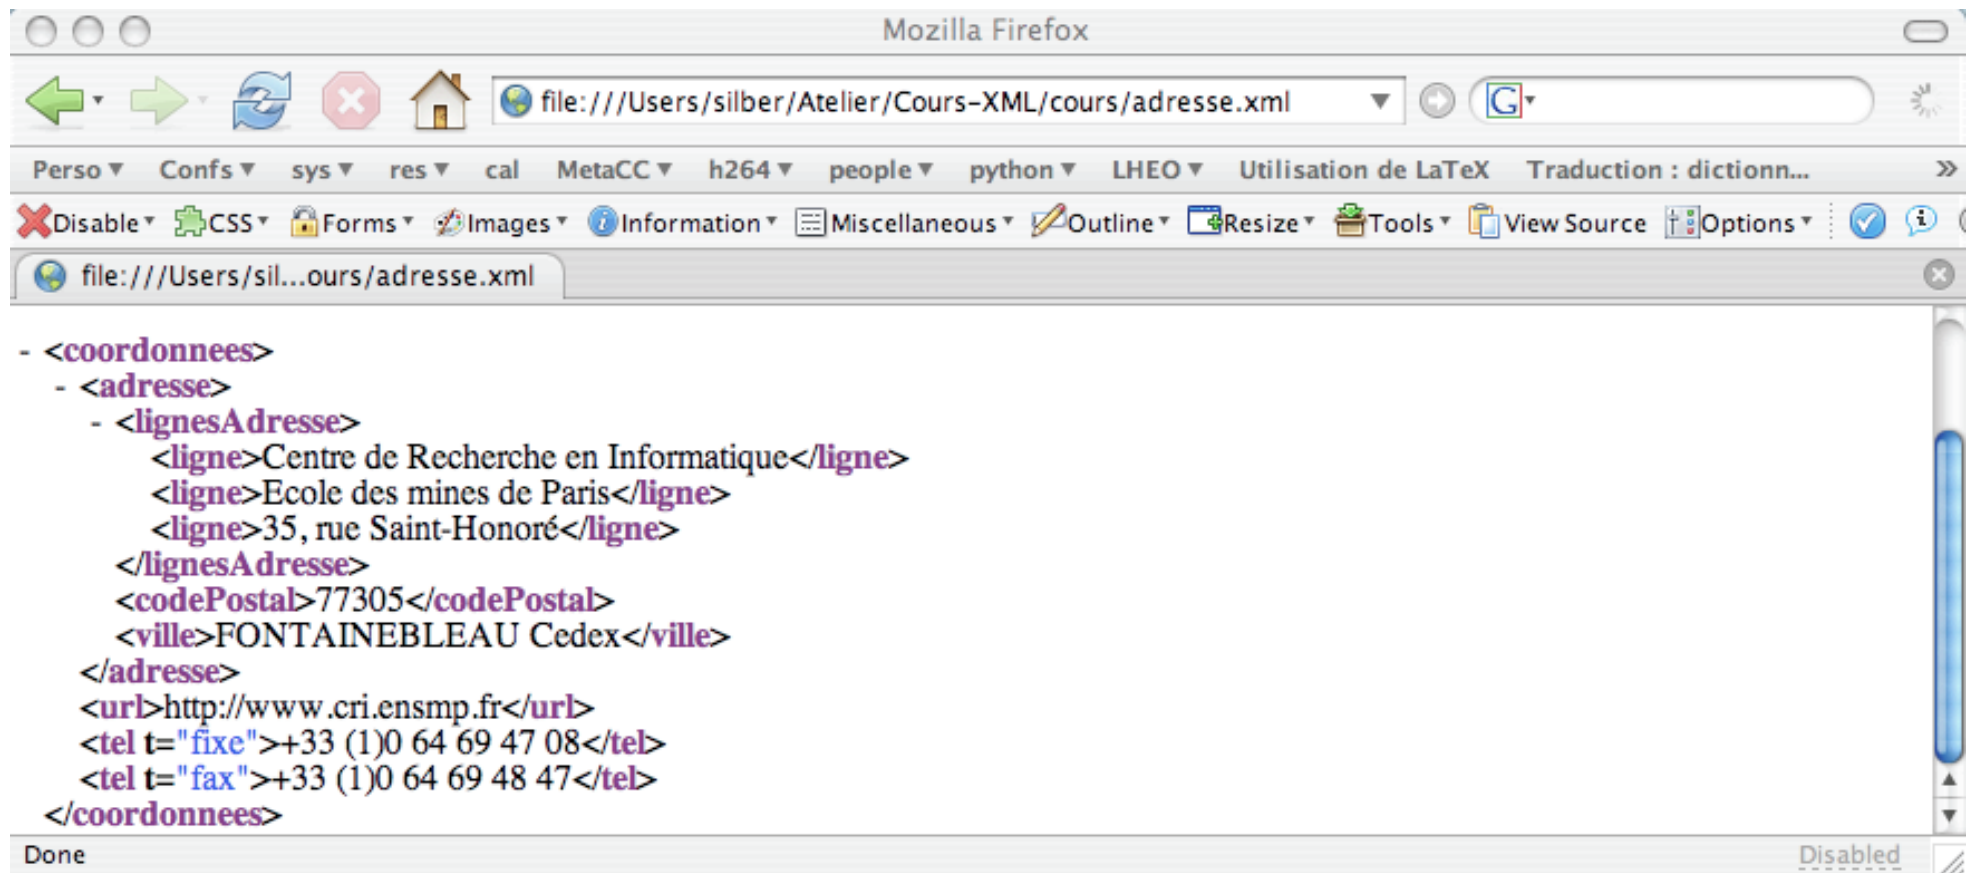 Mozilla Firefox
file:///Users/silber/Atelier/Cours-XML/cours/adresse.xml G
Perso Confs sys res cal MetaCC h264 people python LHEO Utilisation de LaTeX Traduction : dictionn... »
Disable CSS Forms Images Information Miscellaneous Outline Resize Tools View Source Options
file:///Users/sil...ours/adresse.xml
- <coordonnees>
- <adresse>
- <lignesAdresse>
<ligne>Centre de Recherche en Informatique</ligne>
<ligne>Ecole des mines de Paris</ligne>
<ligne>35, rue Saint-Honoré</ligne>
</lignesAdresse>
<codePostal>77305</codePostal>
<ville>FONTAINEBLEAU Cedex</ville>
</adresse>
<url>http://www.cri.ensmp.fr</url>
<tel t="fixe">+33 (1)0 64 69 47 08</tel>
<tel t="fax">+33 (1)0 64 69 48 47</tel>
</coordonnees>
Done Disabled